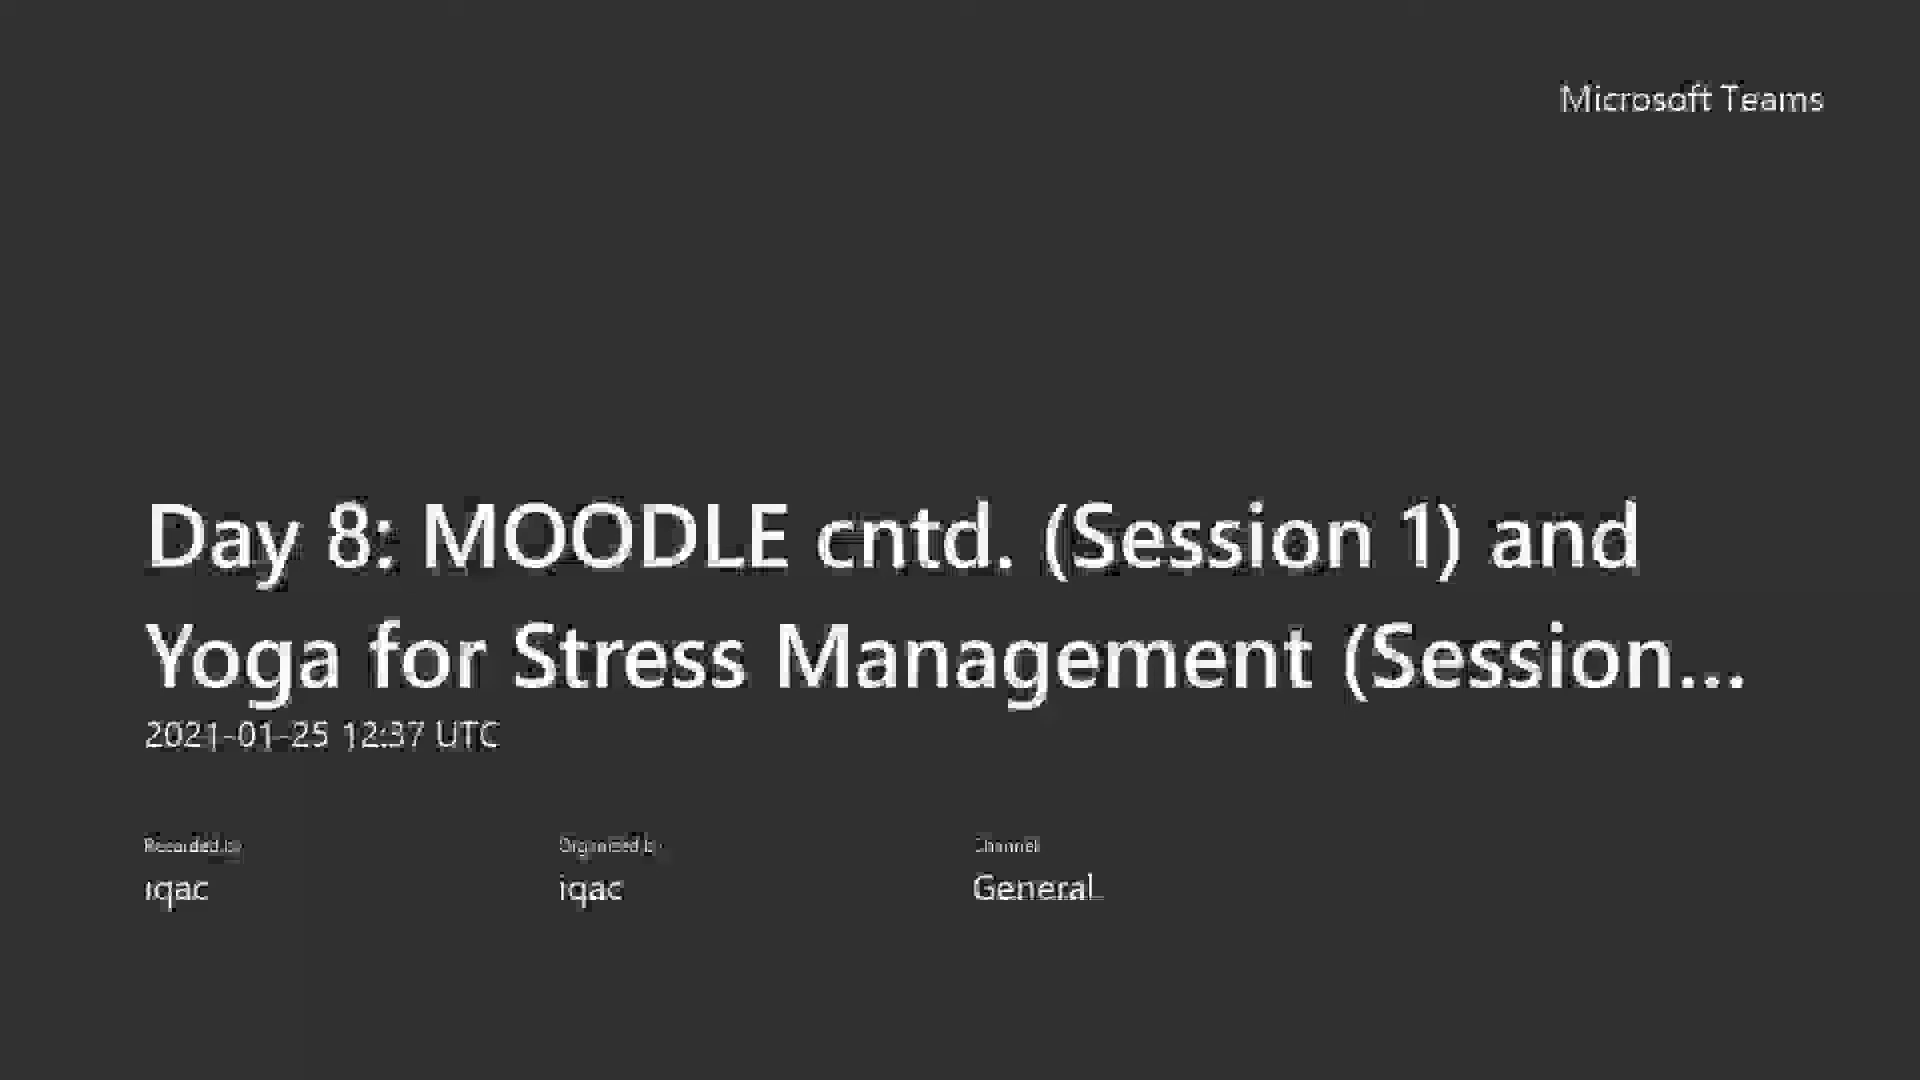 Microsoft Teams
Day 8: MOODLE cntd. (Session 1) and
Yoga for Stress Management (Session...
2021-01-25 12:37 UTC
Recorded by
Organized by
Channel
iqac
iqac
General